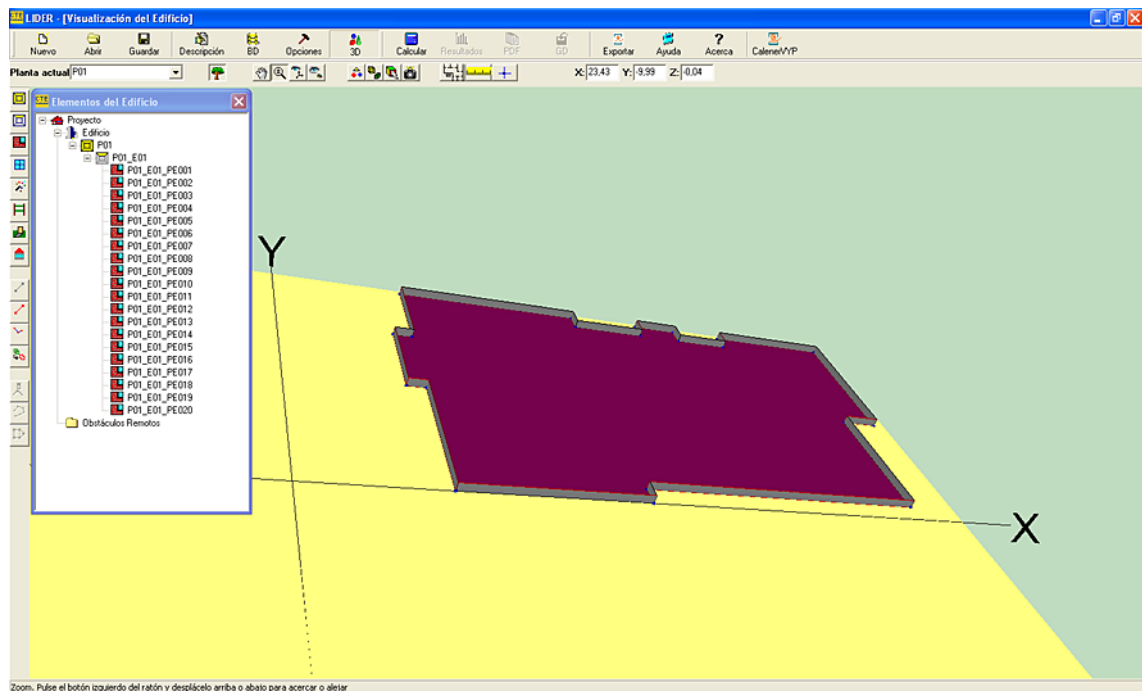 CTE LIDER - [Visualización del Edificio]
Nuevo Abrir Guardar Descripción BD Opciones 3D Calcular Resultados PDF GD Exportar Ayuda Acerca CalenerVYP
Planta actual P01 X: 23,43 Y: -9,99 Z: -0,04
CTE Elementos del Edificio
Proyecto
Edificio
P01
P01_E01
P01_E01_PE001
P01_E01_PE002
P01_E01_PE003
P01_E01_PE004
P01_E01_PE005
P01_E01_PE006
P01_E01_PE007
P01_E01_PE008
P01_E01_PE009
P01_E01_PE010
P01_E01_PE011
P01_E01_PE012
P01_E01_PE013
P01_E01_PE014
P01_E01_PE015
P01_E01_PE016
P01_E01_PE017
P01_E01_PE018
P01_E01_PE019
P01_E01_PE020
Obstáculos Remotos
Y
X
Zoom. Pulse el botón izquierdo del ratón y desplácelo arriba o abajo para acercar o alejar